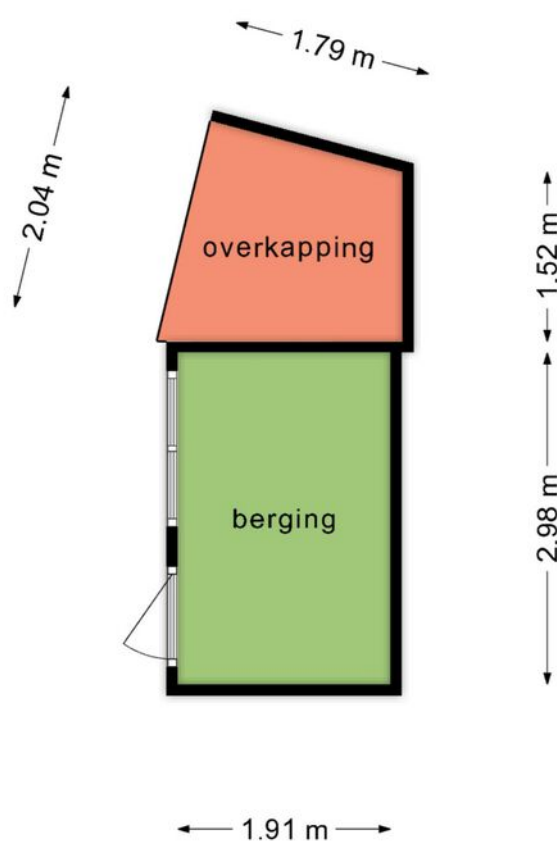 1.79 m
2.04 m
1.52 m
overkapping
2.98 m
berging
1.91 m